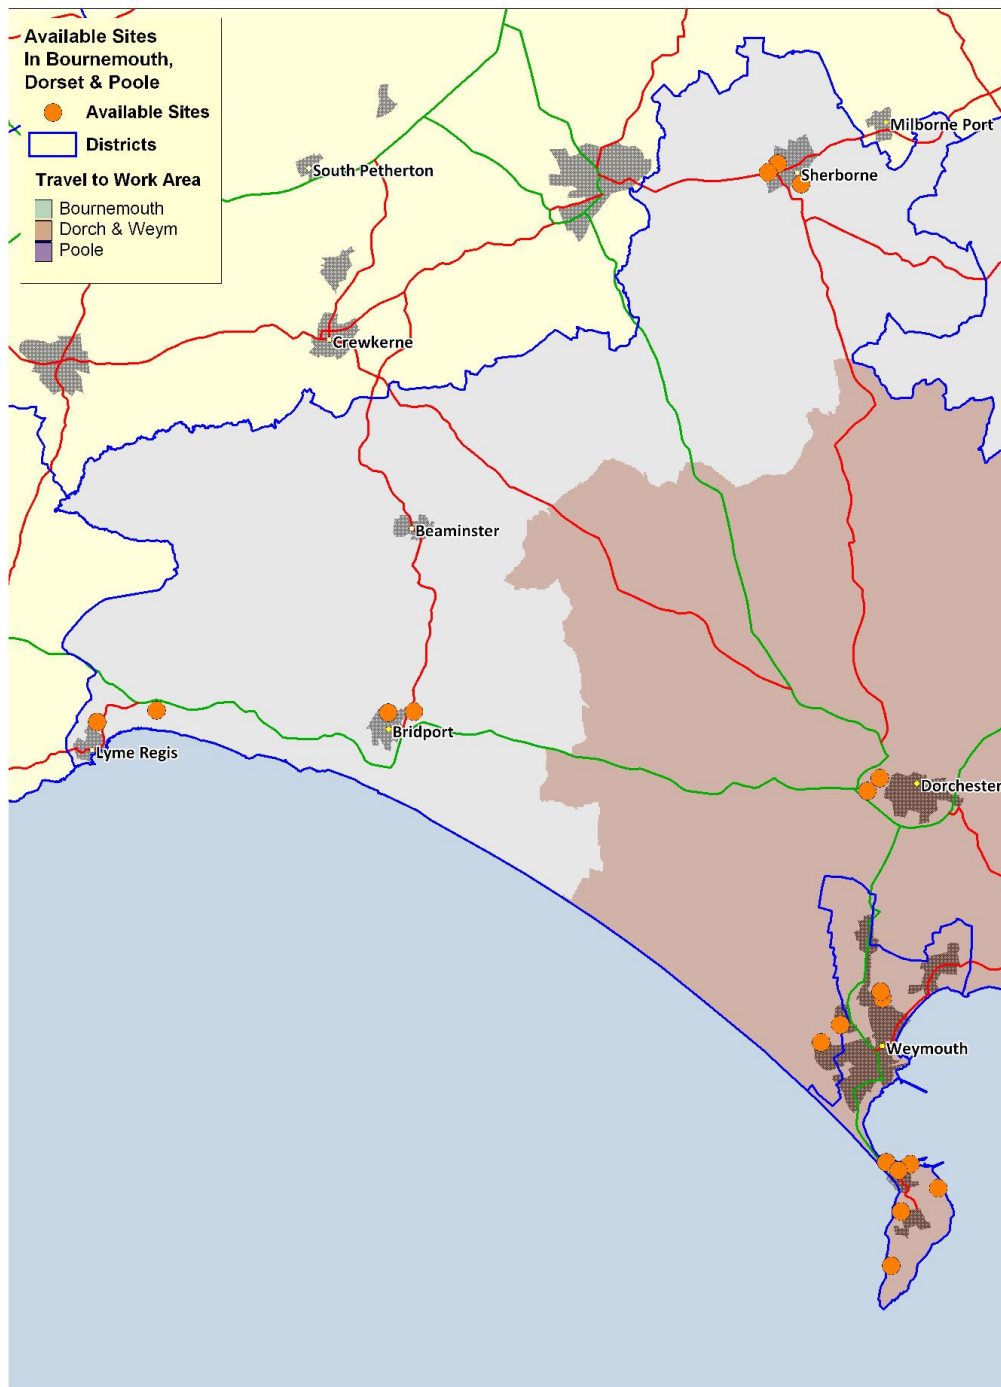 Available Sites
In Bournemouth,
Dorset & Poole
Available Sites
Districts
Travel to Work Area
Bournemouth
Dorch & Weym
Poole
Milborne Port
South Petherton
Sherborne
Crewkerne
Beaminster
Bridport
Lyme Regis
Dorchester
Weymouth